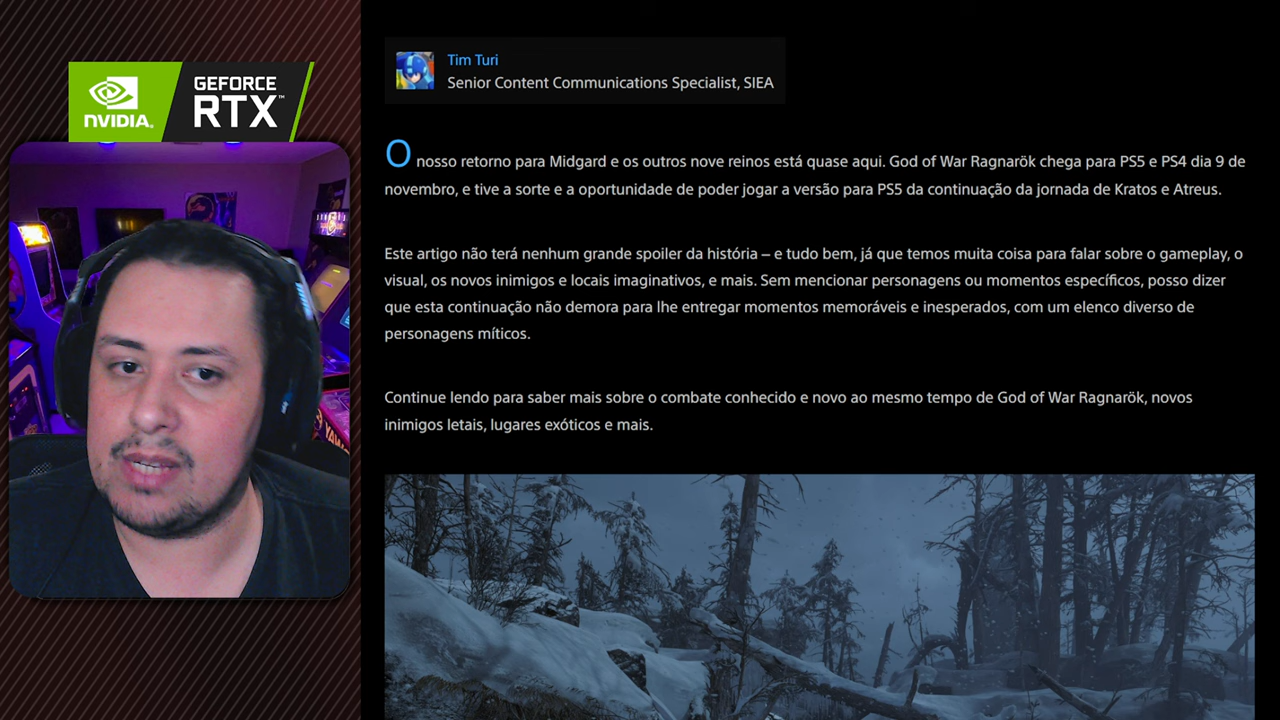 NVIDIA.
GEFORCE
RTX™
Tim Turi
Senior Content Communications Specialist, SIEA
O nosso retorno para Midgard e os outros nove reinos está quase aqui. God of War Ragnarök chega para PS5 e PS4 dia 9 de
novembro, e tive a sorte e a oportunidade de poder jogar a versão para PS5 da continuação da jornada de Kratos e Atreus.
Este artigo não terá nenhum grande spoiler da história – e tudo bem, já que temos muita coisa para falar sobre o gameplay, o
visual, os novos inimigos e locais imaginativos, e mais. Sem mencionar personagens ou momentos específicos, posso dizer
que esta continuação não demora para lhe entregar momentos memoráveis e inesperados, com um elenco diverso de
personagens míticos.
Continue lendo para saber mais sobre o combate conhecido e novo ao mesmo tempo de God of War Ragnarök, novos
inimigos letais, lugares exóticos e mais.